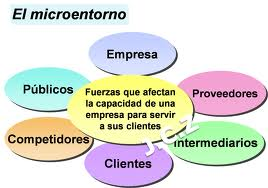 El microentorno
Empresa
Públicos
Fuerzas que afectan
la capacidad de una
empresa para servir
a sus clientes
Proveedores
Competidores
Intermediarios
Clientes
J.C.Z